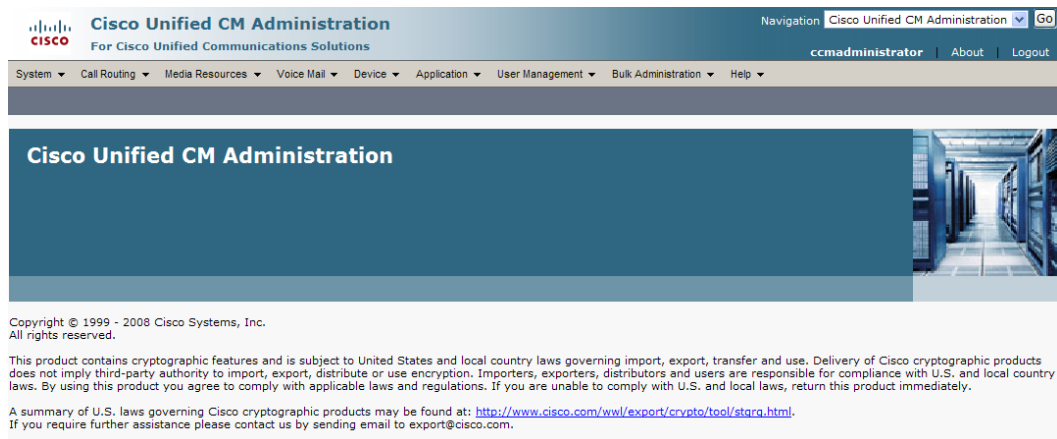 CISCO
Cisco Unified CM Administration
For Cisco Unified Communications Solutions
Navigation Cisco Unified CM Administration Go
ccmadministrator | About | Logout
System Call Routing Media Resources Voice Mail Device Application User Management Bulk Administration Help
Cisco Unified CM Administration
Copyright © 1999 - 2008 Cisco Systems, Inc.
All rights reserved.
This product contains cryptographic features and is subject to United States and local country laws governing import, export, transfer and use. Delivery of Cisco cryptographic products
does not imply third-party authority to import, export, distribute or use encryption. Importers, exporters, distributors and users are responsible for compliance with U.S. and local country
laws. By using this product you agree to comply with applicable laws and regulations. If you are unable to comply with U.S. and local laws, return this product immediately.
A summary of U.S. laws governing Cisco cryptographic products may be found at: http://www.cisco.com/wwl/export/crypto/tool/stqrg.html.
If you require further assistance please contact us by sending email to export@cisco.com.